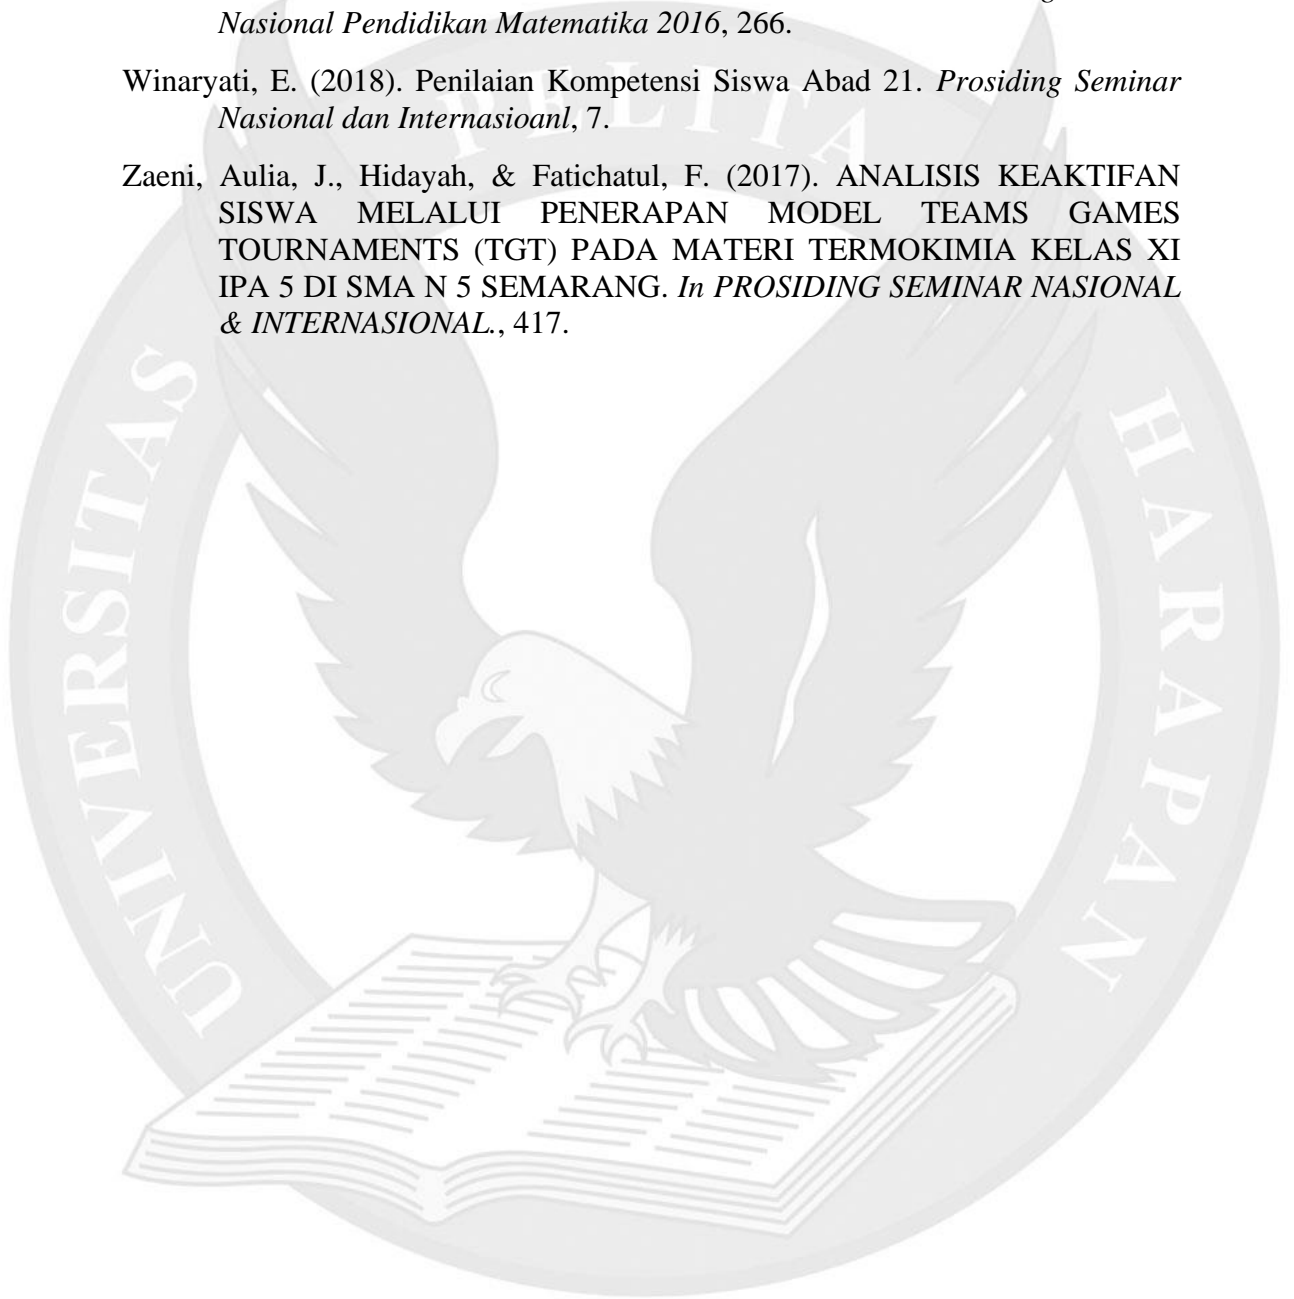 Nasional Pendidikan Matematika 2016, 266.
Winaryati, E. (2018). Penilaian Kompetensi Siswa Abad 21. Prosiding Seminar
Nasional dan Internasioanl, 7.
Zaeni, Aulia, J., Hidayah, & Fatichatul, F. (2017). ANALISIS KEAKTIFAN
SISWA MELALUI PENERAPAN MODEL TEAMS GAMES
TOURNAMENTS (TGT) PADA MATERI TERMOKIMIA KELAS XI
IPA 5 DI SMA N 5 SEMARANG. In PROSIDING SEMINAR NASIONAL
& INTERNASIONAL., 417.
UNIVERSITAS PELITA HARAPAN